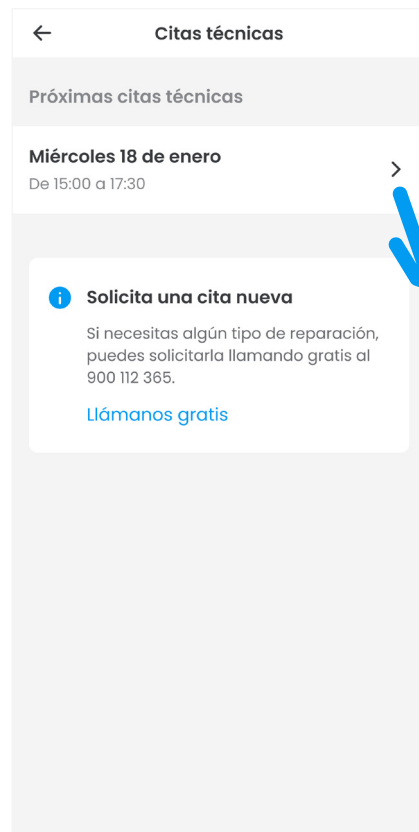 Citas técnicas
Próximas citas técnicas
Miércoles 18 de enero
De 15:00 a 17:30
Solicita una cita nueva
Si necesitas algún tipo de reparación,
puedes solicitarla llamando gratis al
900 112 365.
Llámanos gratis